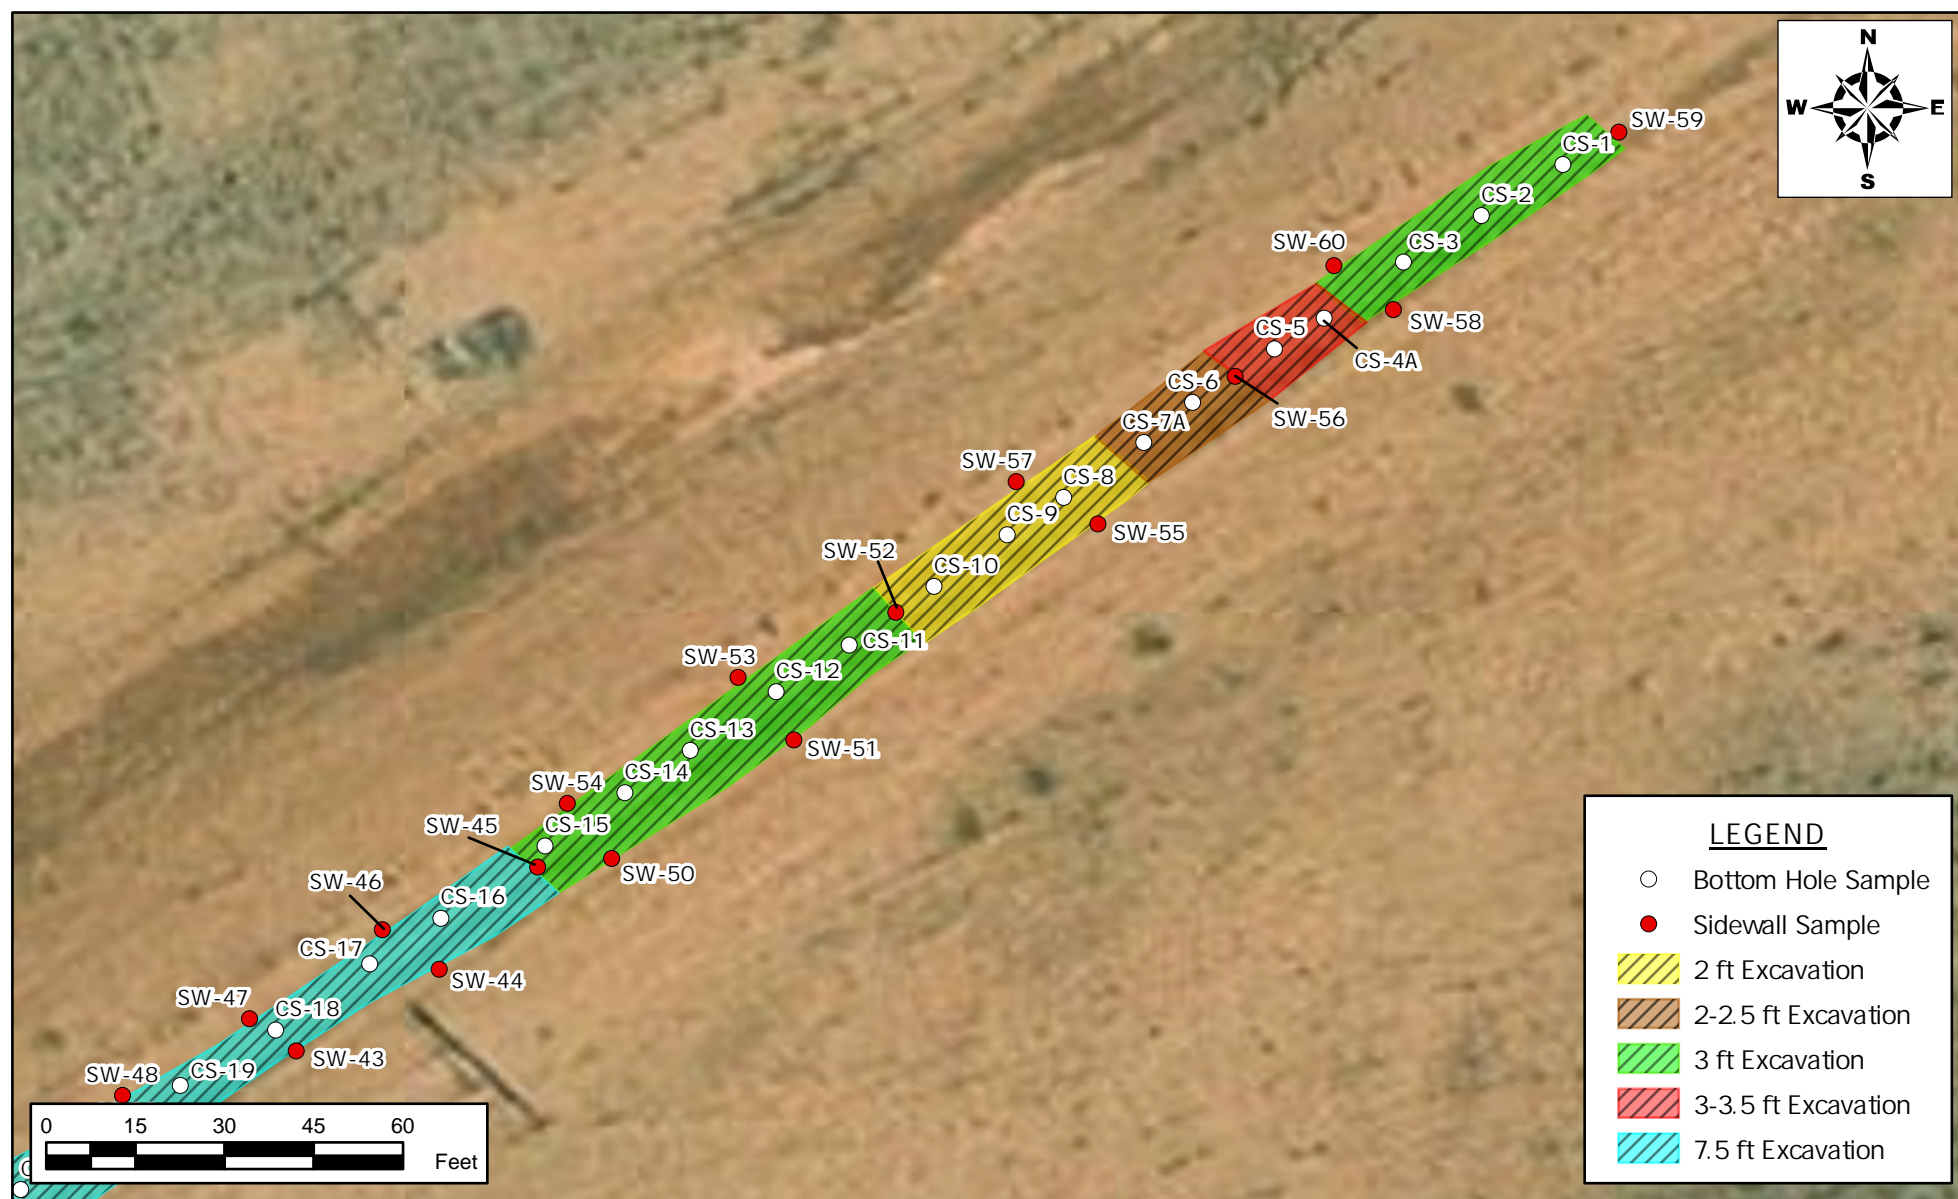 N
W E
S
SW-59
CS-1
CS-2
CS-3
SW-60
SW-58
CS-5
CS-4A
CS-6
SW-56
CS-7A
SW-57
CS-8
CS-9
SW-55
SW-52
CS-10
CS-11
SW-53
CS-12
CS-13
SW-51
CS-14
SW-54
CS-15
SW-45
SW-50
SW-46
CS-16
CS-17
SW-44
SW-47
CS-18
SW-43
SW-48
CS-19
0 15 30 45 60
Feet
LEGEND
Bottom Hole Sample
Sidewall Sample
2 ft Excavation
2-2.5 ft Excavation
3 ft Excavation
3-3.5 ft Excavation
7.5 ft Excavation